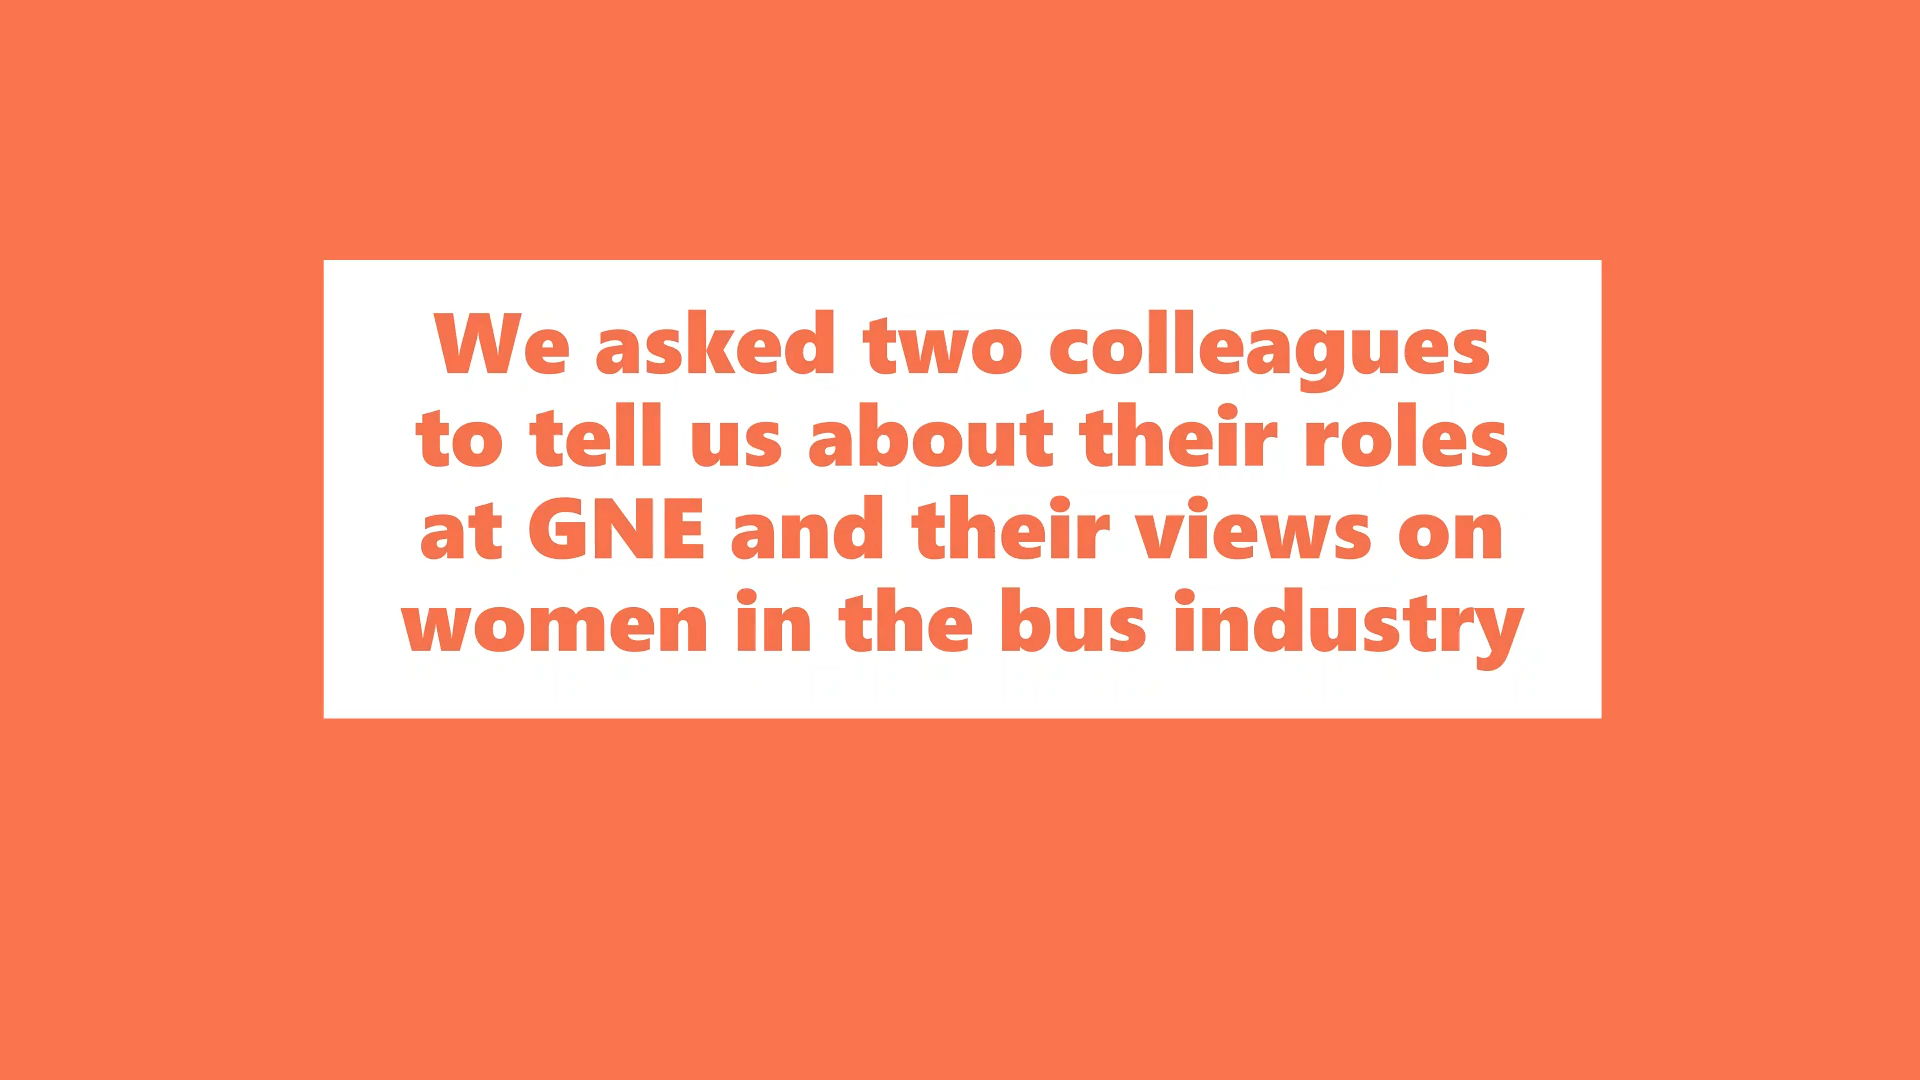 We asked two colleagues
to tell us about their roles
at GNE and their views on
women in the bus industry